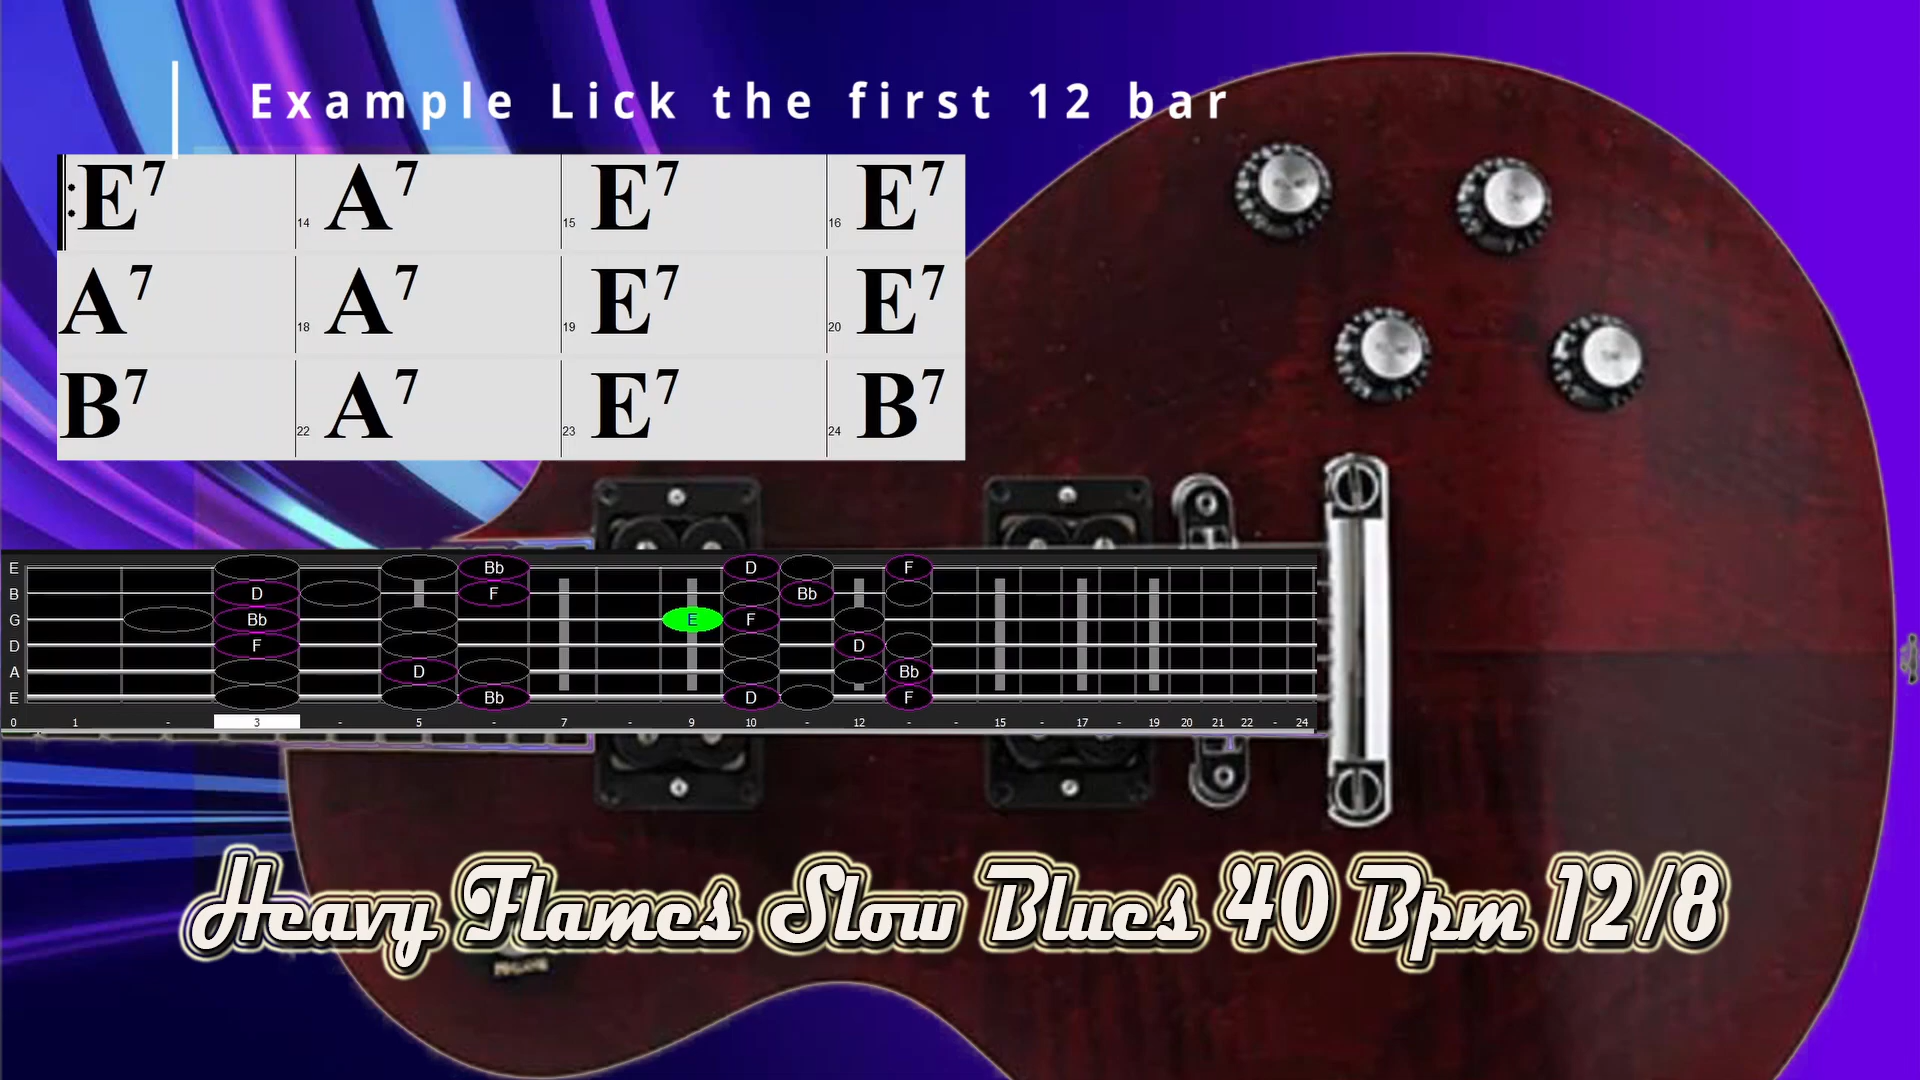 Example Lick the first 12 bar
E7 14 A7 15 E7 16 E7
A7 18 A7 19 E7 20 E7
B7 22 A7 23 E7 24 B7
E Bb D F
B D F Bb
G Bb E F
D F D
A D Bb
E Bb D F
0 1 - 3 - 5 - 7 - 9 10 - 12 - - 15 - 17 - 19 20 21 22 - 24
Heavy Flames Slow Blues 40 Bpm 12/8